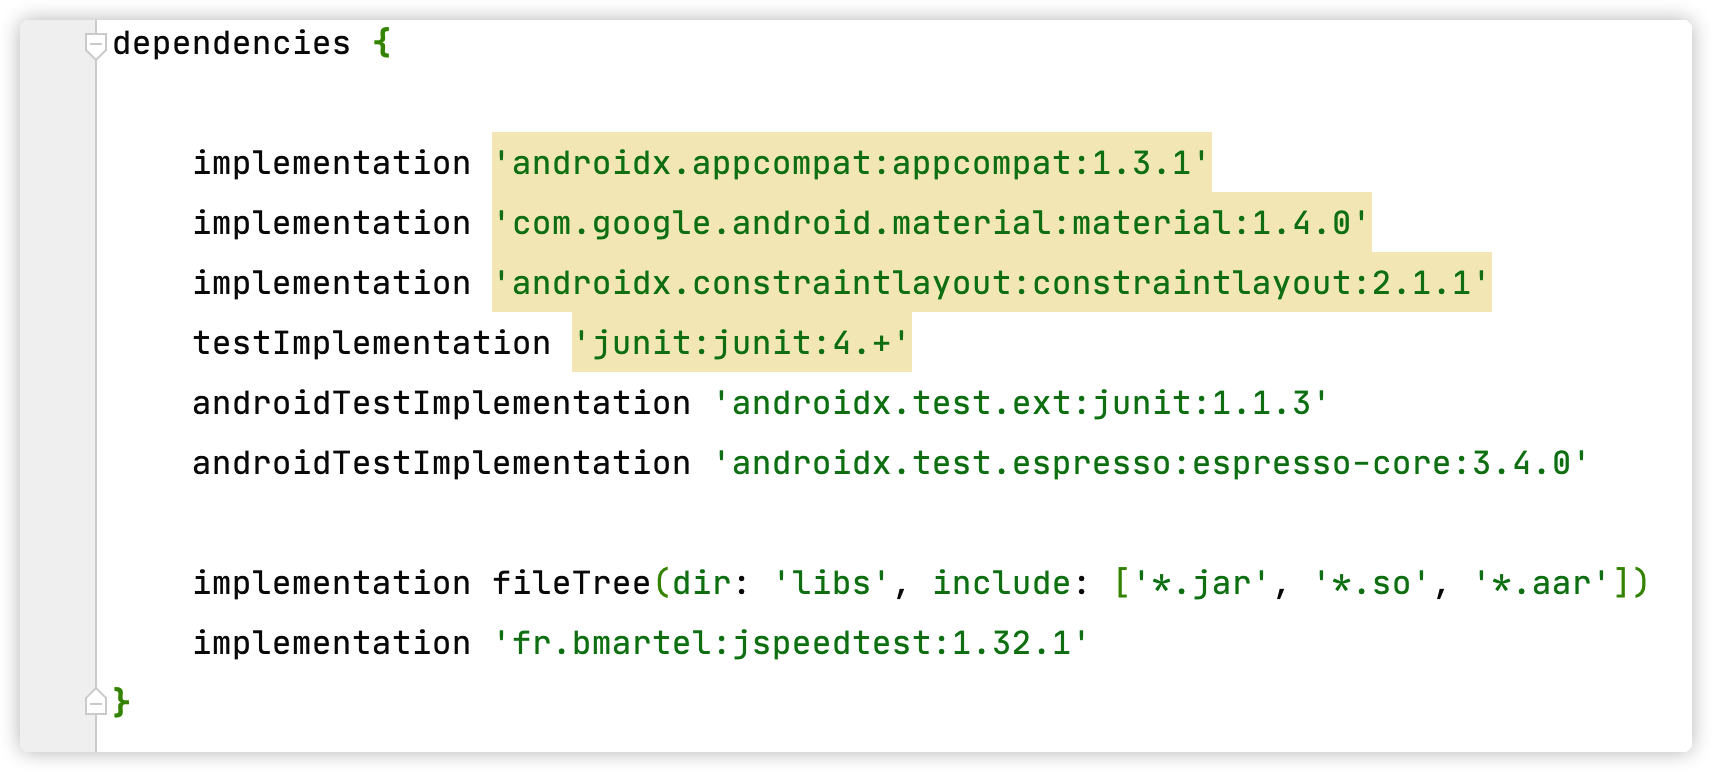 dependencies {
implementation 'androidx.appcompat:appcompat:1.3.1'
implementation 'com.google.android.material:material:1.4.0'
implementation 'androidx.constraintlayout:constraintlayout:2.1.1'
testImplementation 'junit:junit:4.+'
androidTestImplementation 'androidx.test.ext:junit:1.1.3'
androidTestImplementation 'androidx.test.espresso:espresso-core:3.4.0'
implementation fileTree(dir: 'libs', include: ['*.jar', '*.so', '*.aar'])
implementation 'fr.bmartel:jspeedtest:1.32.1'
}